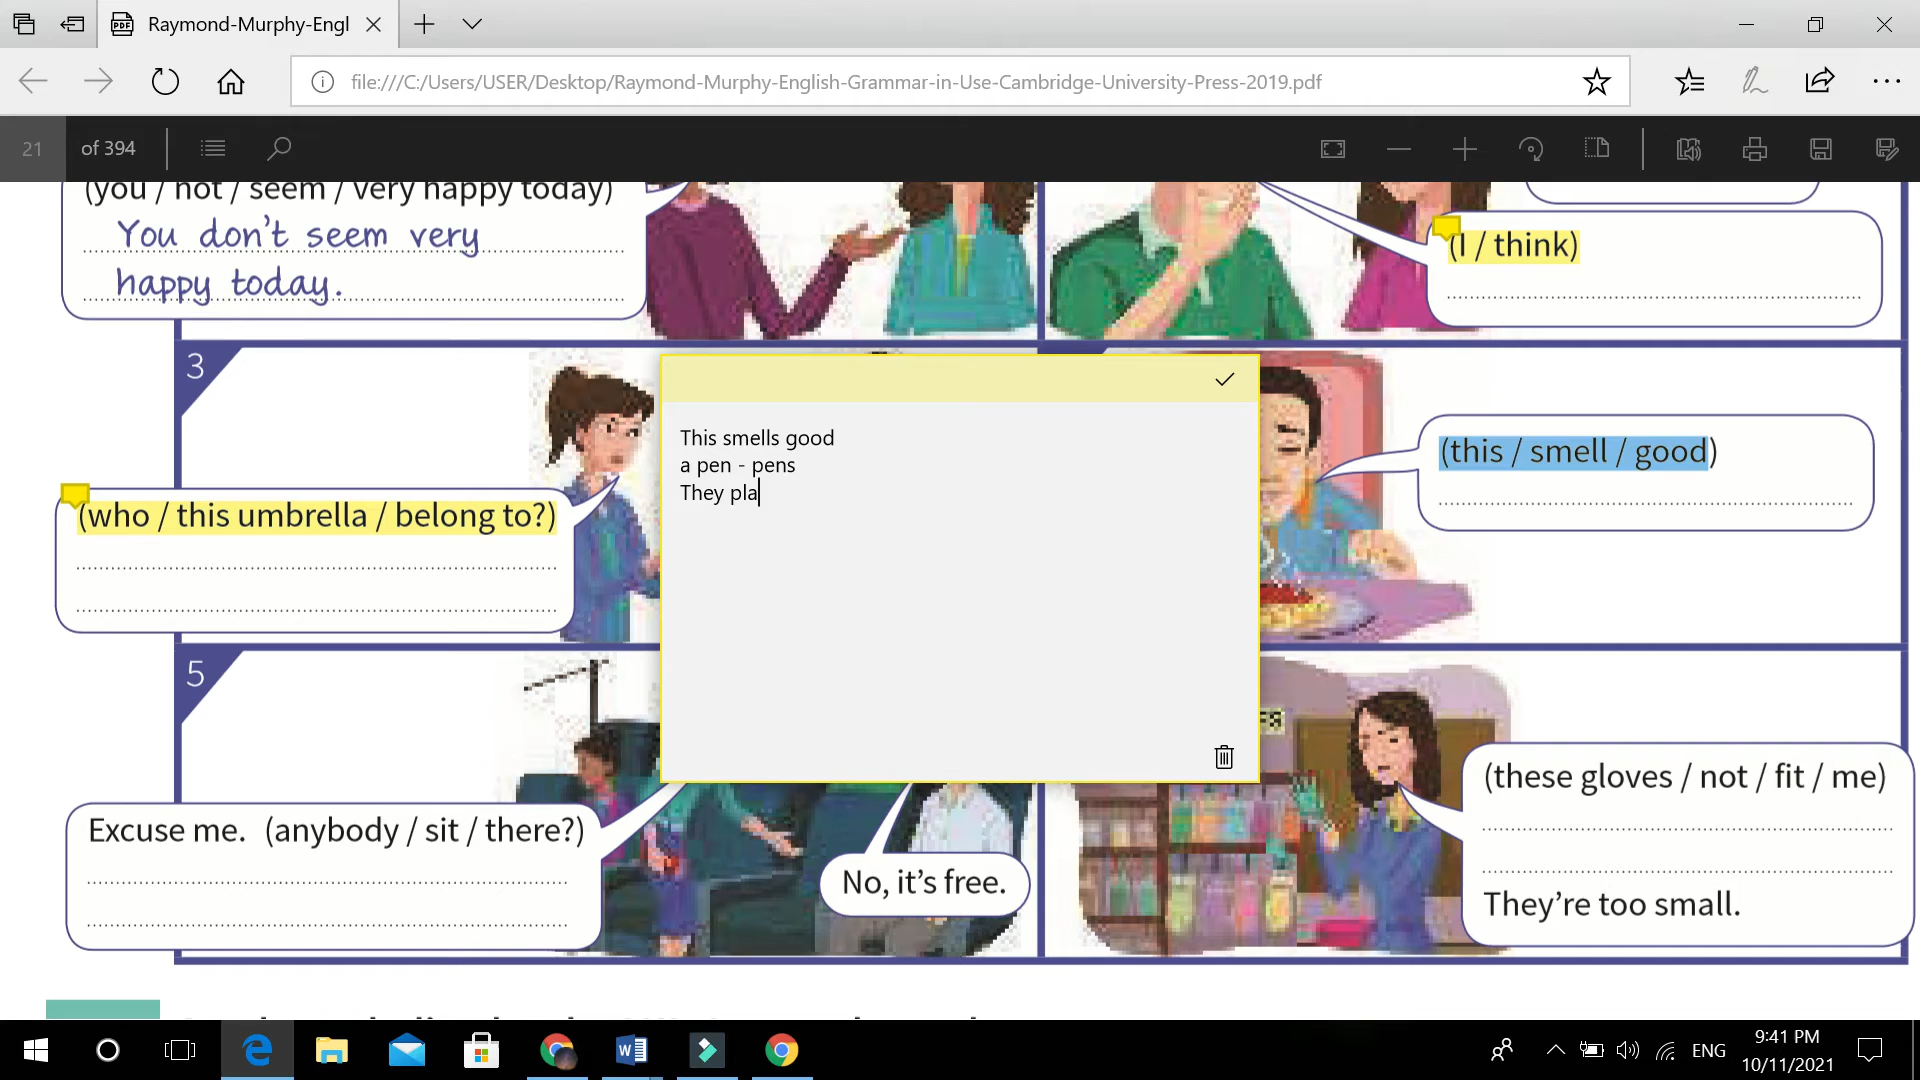 Raymond-Murphy-Engl
file:///C:/Users/USER/Desktop/Raymond-Murphy-English-Grammar-in-Use-Cambridge-University-Press-2019.pdf
21 of 394
(you / not / seem / very happy today)
You don't seem very
happy today.
(I / think)
3
(who / this umbrella / belong to?)
This smells good
a pen - pens
They pla
(this / smell / good)
5
Excuse me. (anybody / sit / there?)
No, it's free.
(these gloves / not / fit / me)
They're too small.
ENG
9:41 PM
10/11/2021